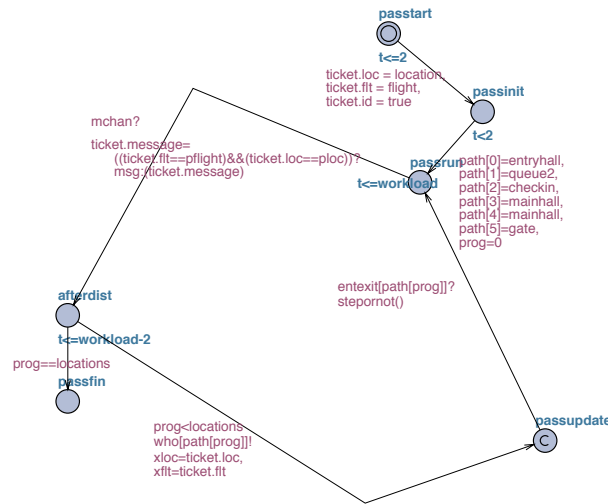 passtart
t<=2
ticket.loc = location,
ticket.flt = flight,
ticket.id = true
passinit
t<2
mchan?
ticket.message=
((ticket.flt==pflight)&&(ticket.loc==ploc))?
msg:(ticket.message)
passrun
t<=workload
path[0]=entryhall,
path[1]=queue2,
path[2]=checkin,
path[3]=mainhall,
path[4]=mainhall,
path[5]=gate,
prog=0
entexit[path[prog]]?
stepornot()
afterdist
t<=workload-2
prog==locations
passfin
prog<locations
who[path[prog]]!
xloc=ticket.loc,
xflt=ticket.flt
passupdate
C